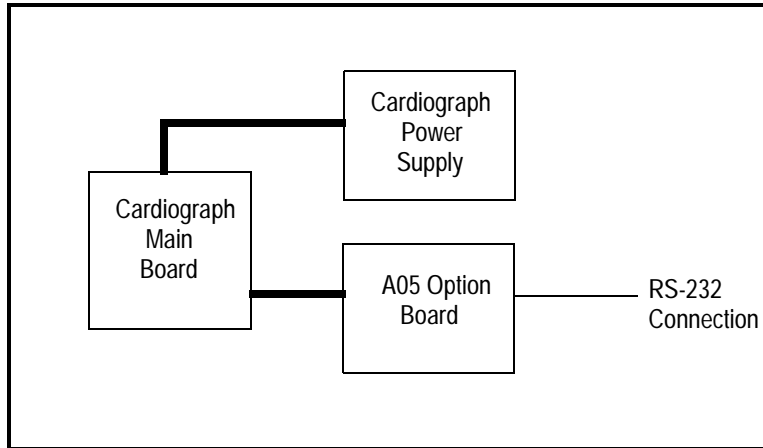 Cardiograph
Power
Supply
Cardiograph
Main
Board
A05 Option
Board
RS-232
Connection